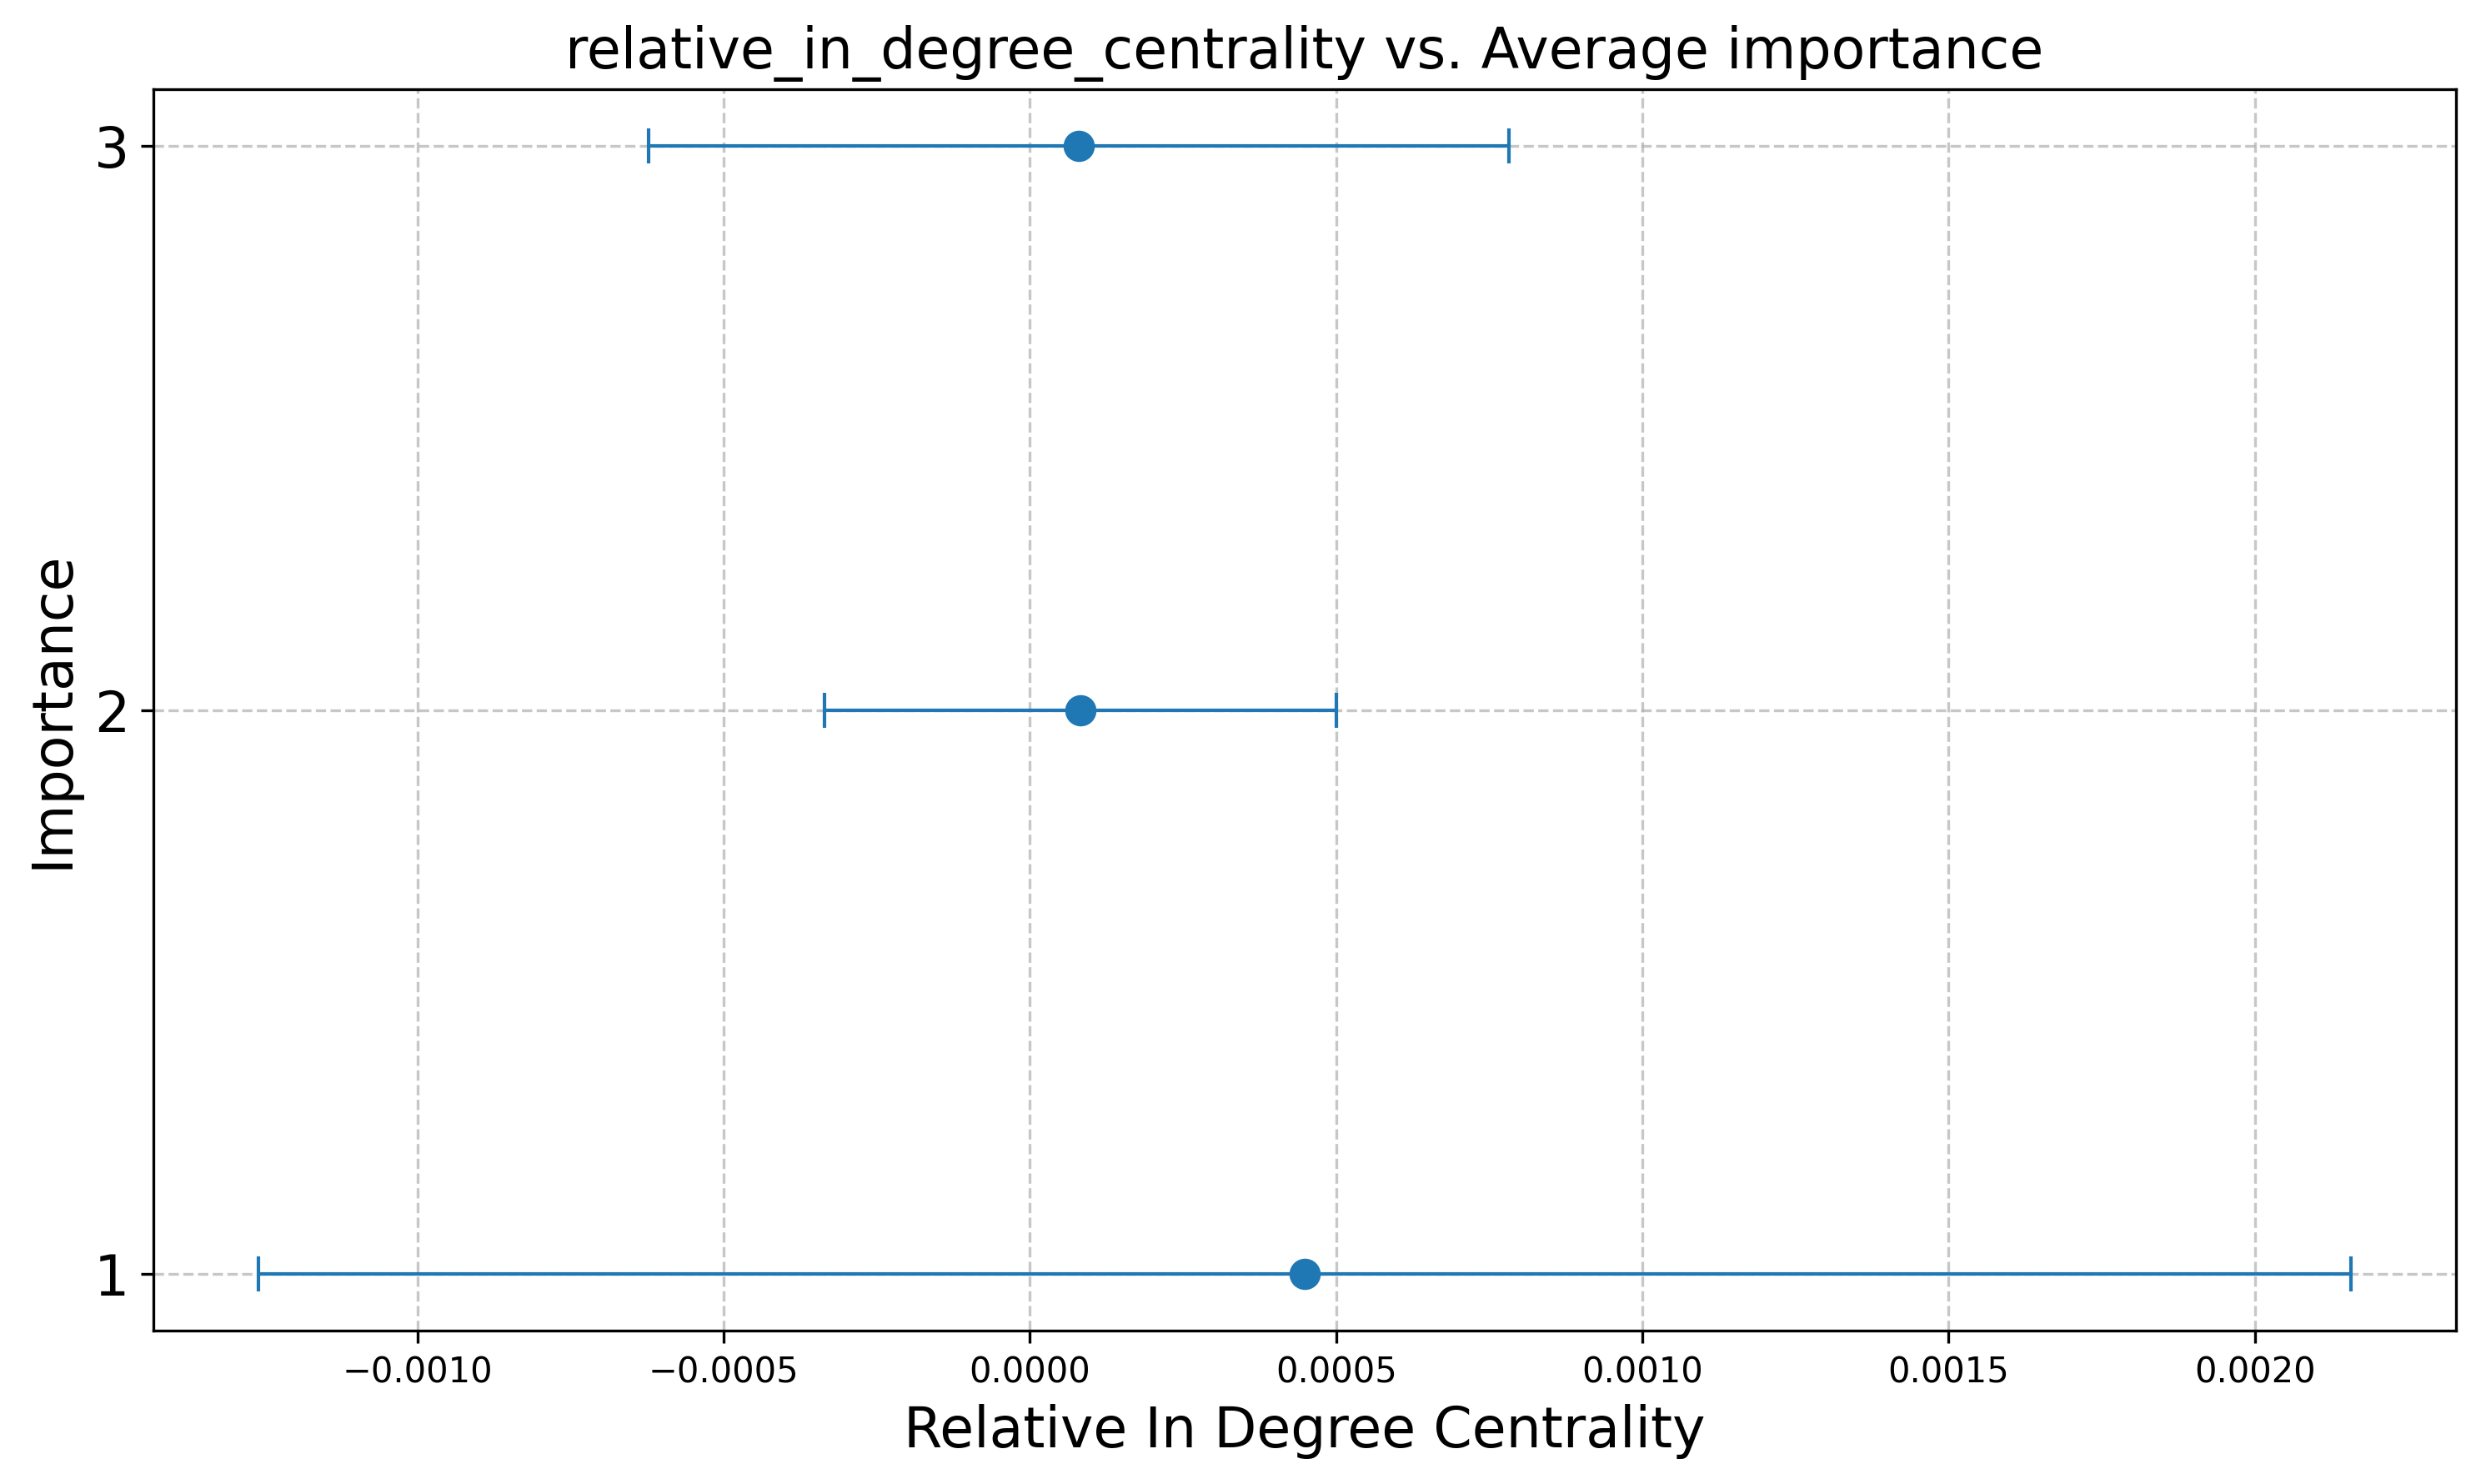 relative_in_degree_centrality vs. Average importance
3
2
1
Importance
−0.0010 −0.0005 0.0000 0.0005 0.0010 0.0015 0.0020
Relative In Degree Centrality